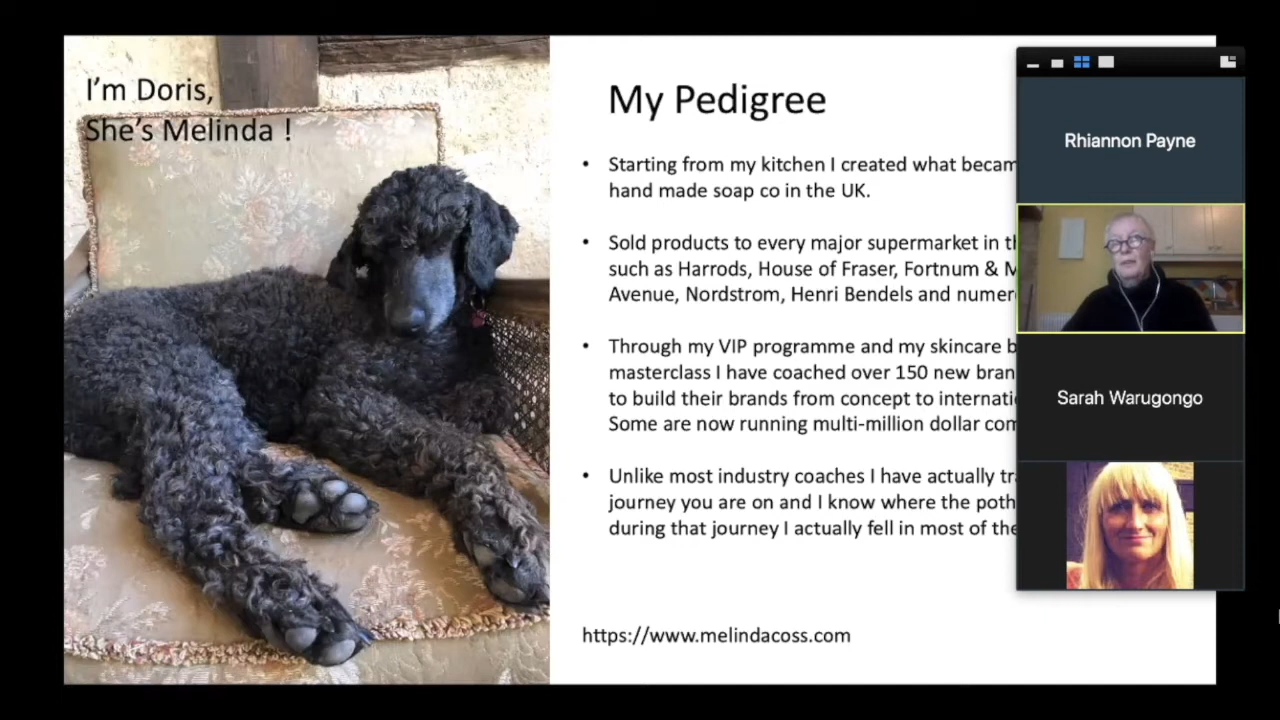 I'm Doris,
She's Melinda !
My Pedigree
• Starting from my kitchen I created what becam
hand made soap co in the UK.
• Sold products to every major supermarket in th
such as Harrods, House of Fraser, Fortnum & M
Avenue, Nordstrom, Henri Bendels and numer
• Through my VIP programme and my skincare b
masterclass I have coached over 150 new bran
to build their brands from concept to internati
Some are now running multi-million dollar com
• Unlike most industry coaches I have actually tr
journey you are on and I know where the poth
during that journey I actually fell in most of the
https://www.melindacoss.com
Rhiannon Payne
Sarah Warugongo